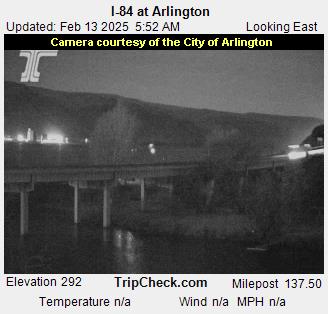 I-84 at Arlington
Updated: Feb 13 2025 5:52 AM Looking East
Camera courtesy of the City of Arlington
Elevation 292 TripCheck.com Milepost 137.50
Temperature n/a Wind n/a MPH n/a